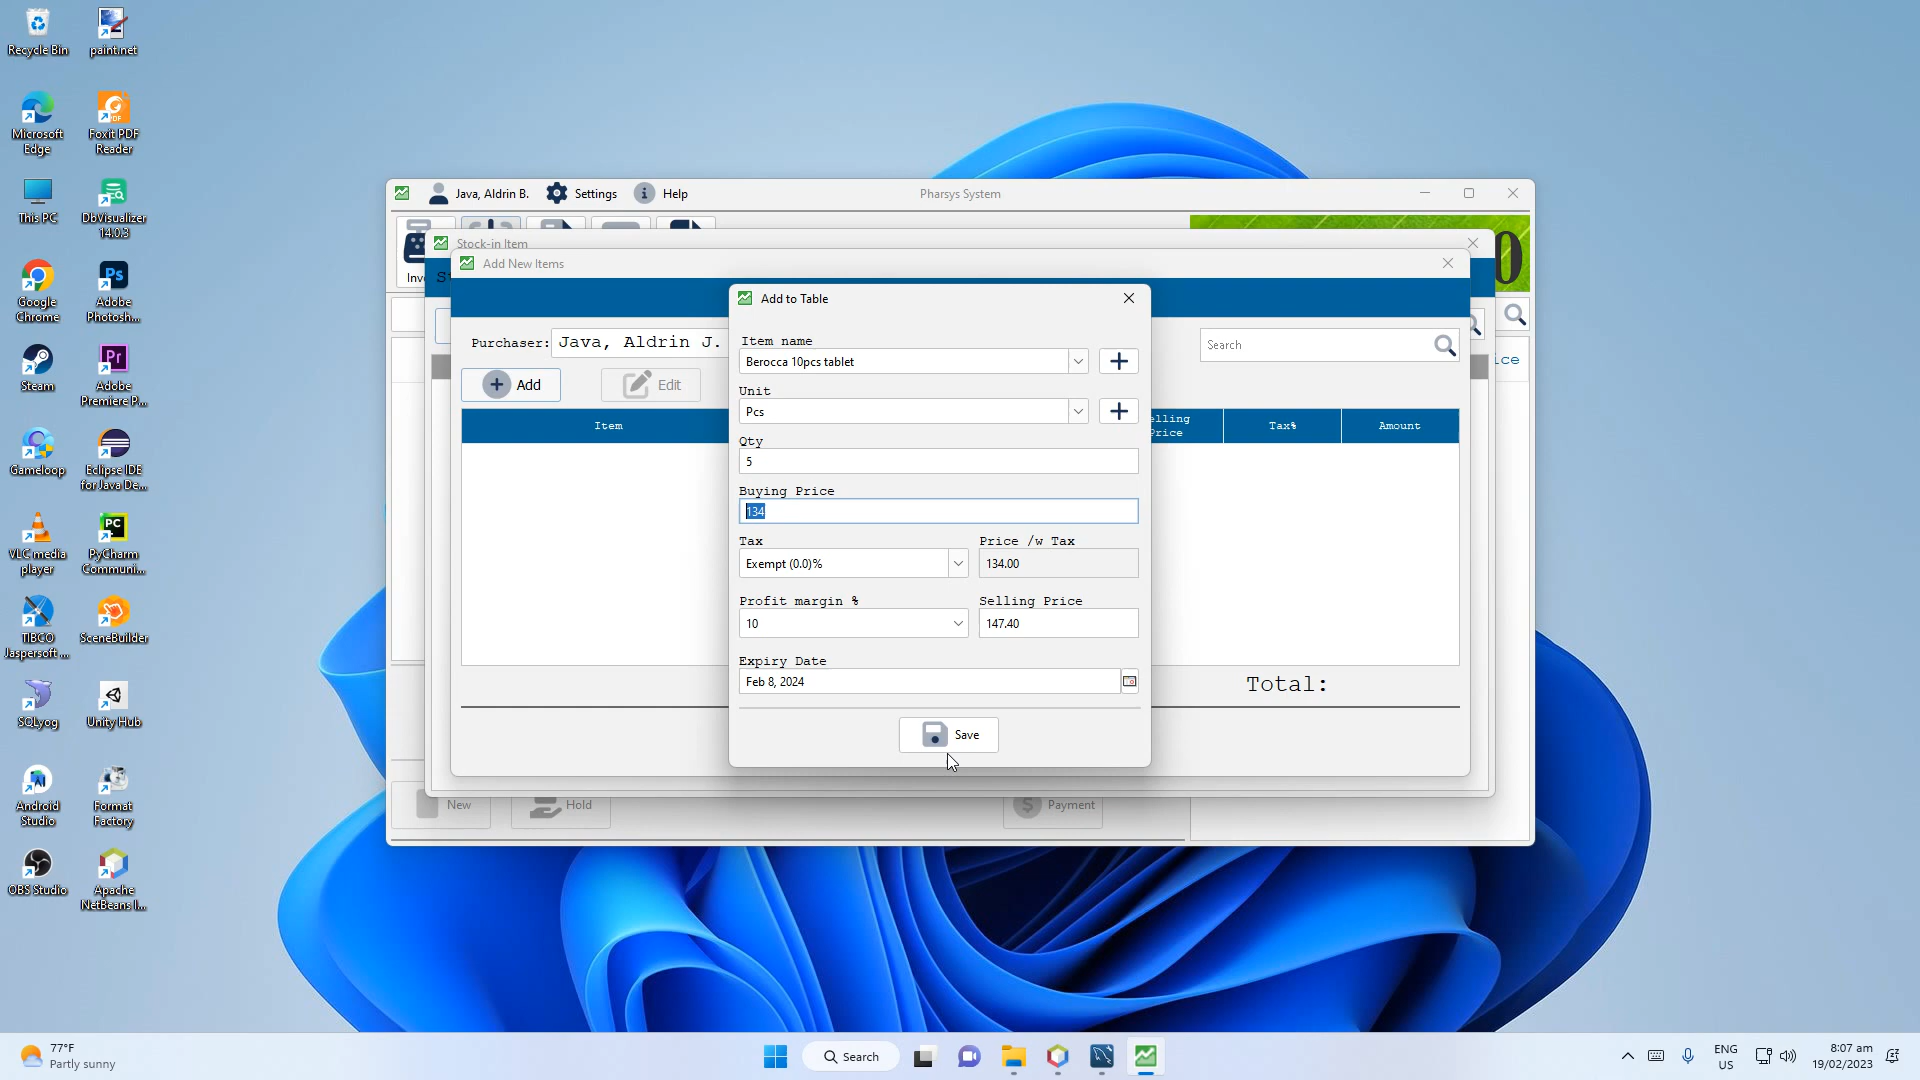 Recycle Bin
paint.net
Microsoft
Edge
Foxit PDF
Reader
This PC
DbVisualizer
14.0.3
Google
Chrome
Adobe
Photosh...
Steam
Adobe
Premiere P...
Gameloop
Eclipse IDE
for Java De...
VLC media
player
PyCharm
Communi...
TIBCO
Jaspersoft ...
SceneBuilder
SQLyog
Unity Hub
Android
Studio
Format
Factory
OBS Studio
Apache
NetBeans I...
Java, Aldrin B.
Settings
Help
Pharsys System
Stock-in Item
Add New Items
Purchaser:
Java, Aldrin J.
Search
Add
Edit
Item
Tax%
Amount
Total:
New
Hold
Payment
Add to Table
Item name
Berocca 10pcs tablet
Unit
Pcs
Qty
5
Buying Price
134
Tax
Price /w Tax
Exempt (0.0)%
134.00
Profit margin %
Selling Price
10
147.40
Expiry Date
Feb 8, 2024
Save
77°F
Partly sunny
Search
ENG
US
8:07 am
19/02/2023